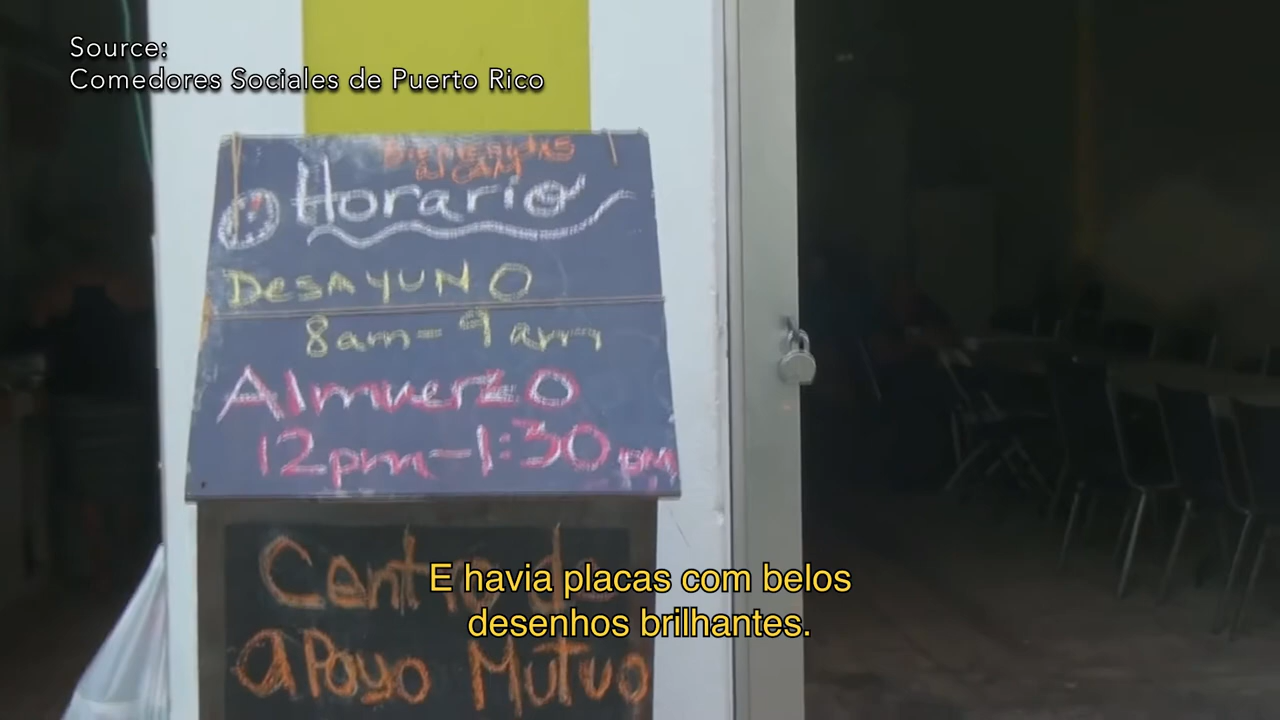 Source:
Comedores Sociales de Puerto Rico
Horario
DesAyUNO
8am-9am
AlmuerzO
12pm-1:30pm
Centro de
apoyo Mutuo
E havia placas com belos
desenhos brilhantes.